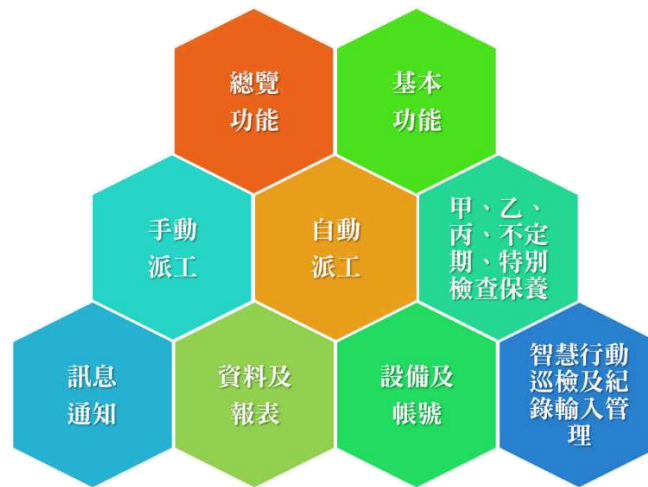 總覽
功能
基本
功能
手動
派工
自動
派工
甲、乙、
丙、不定
期、特別
檢查保養
訊息
通知
資料及
報表
設備及
帳號
智慧行動
巡檢及紀
錄輸入管
理